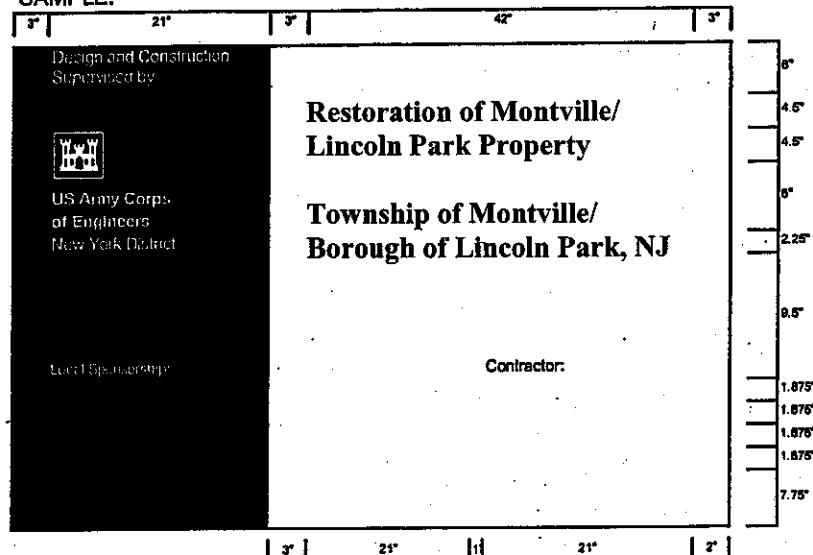 SAMPLE:
3" 21" 3" 42" 3"
Design and Construction
Supervised by
US Army Corps
of Engineers
New York District
Local Sponsorship:
Restoration of Montville/
Lincoln Park Property
Township of Montville/
Borough of Lincoln Park, NJ
Contractor:
6"
4.5"
4.5"
6"
2.25"
9.5"
1.875"
1.875"
1.875"
1.875"
7.75"
3" 21" 1" 21" 2"